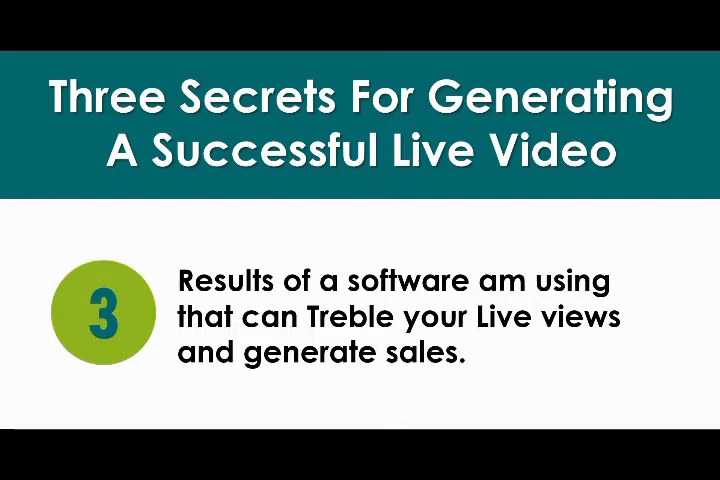 Three Secrets For Generating
A Successful Live Video
3
Results of a software am using
that can Treble your Live views
and generate sales.